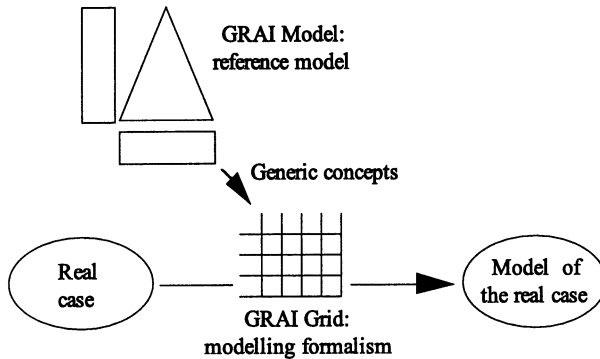 GRAI Model:
reference model
Generic concepts
Real
case
Model of
the real case
GRAI Grid:
modelling formalism